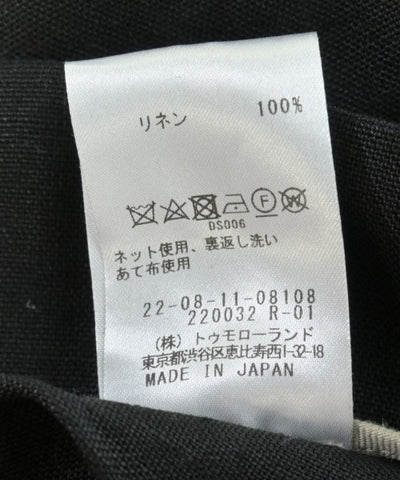 リネン 100%
F W
DS006
ネット使用、裏返し洗い
あて布使用
22-08-11-08108
220032 R-01
(株) トゥモローランド
東京都渋谷区恵比寿西1-32-18
MADE IN JAPAN